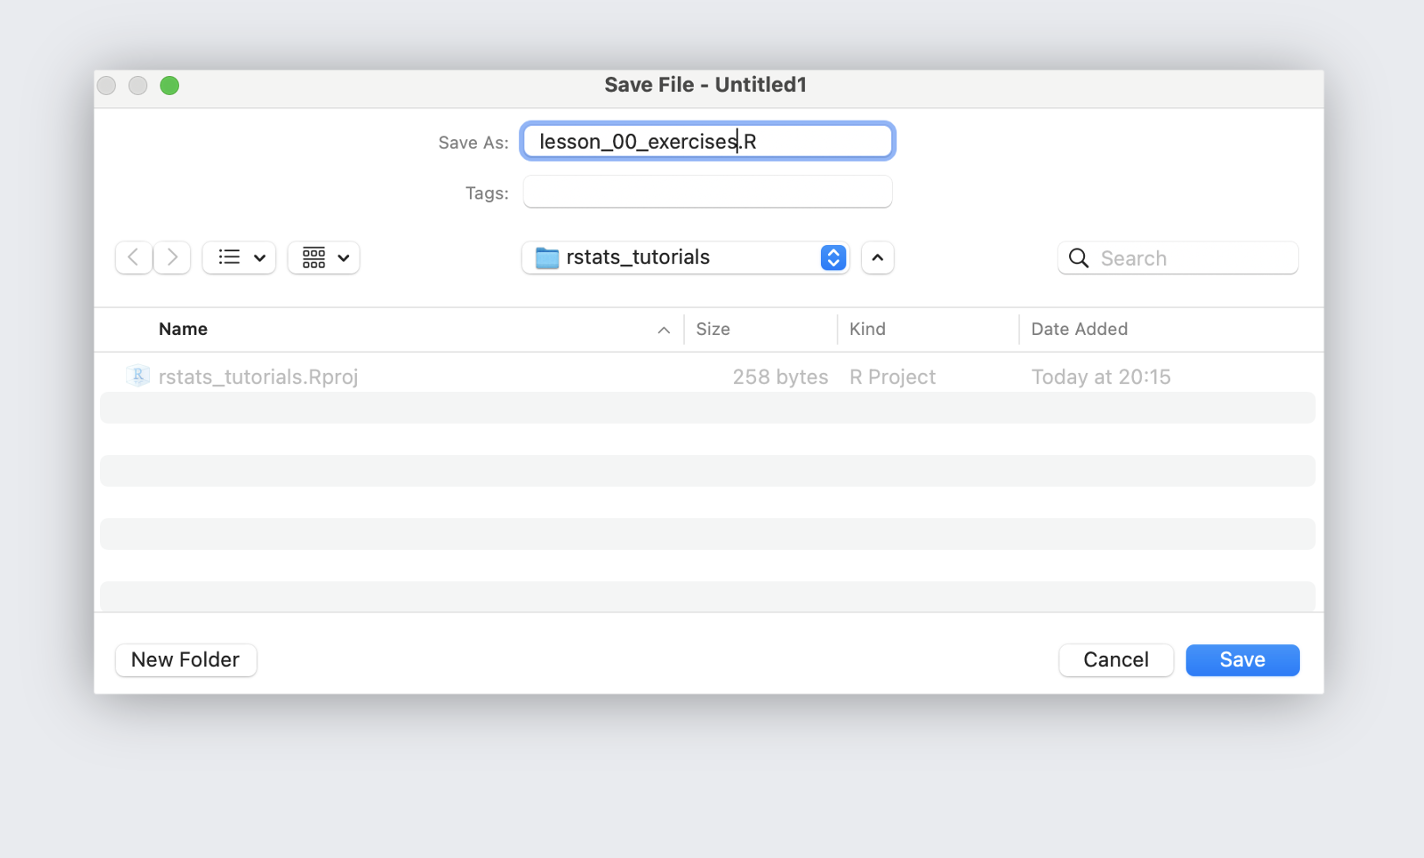 Save File - Untitled1
Save As: lesson_00_exercises.R
Tags:
rstats_tutorials
Search
Name Size Kind Date Added
R rstats_tutorials.Rproj 258 bytes R Project Today at 20:15
New Folder Cancel Save